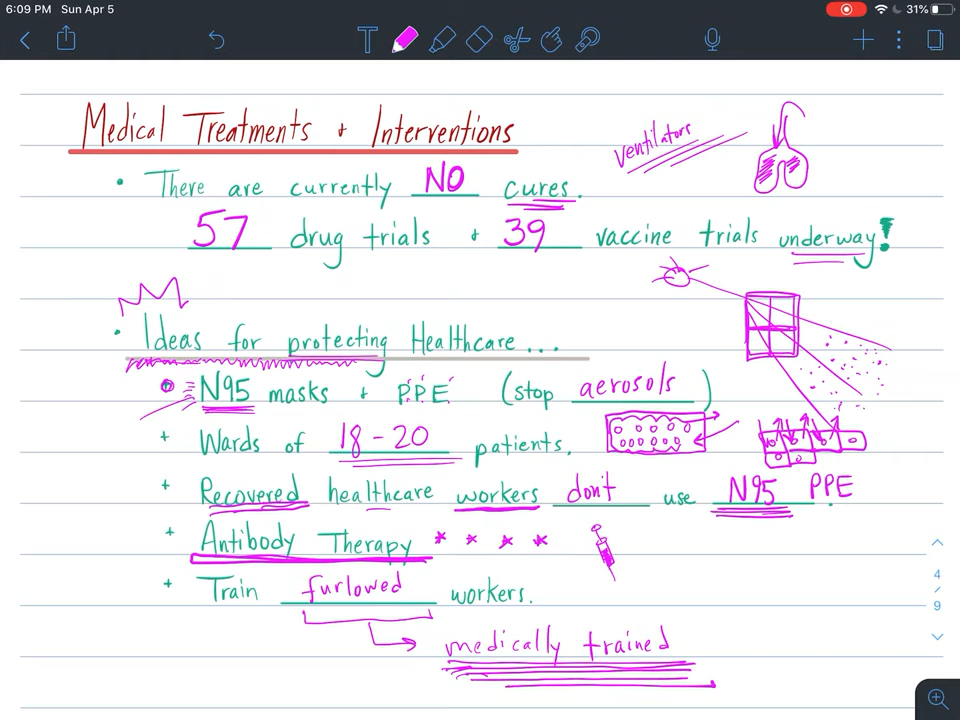 6:09 PM Sun Apr 5 31%
Medical Treatments + Interventions
ventilators
• There are currently NO cures.
57 drug trials + 39 vaccine trials underway!
• Ideas for protecting Healthcare...
+ N95 masks + PPE (stop aerosols)
+ Wards of 18-20 patients.
+ Recovered healthcare workers don't use N95 PPE.
+ Antibody Therapy * * * *
+ Train furlowed workers.
medically trained
4
/
9